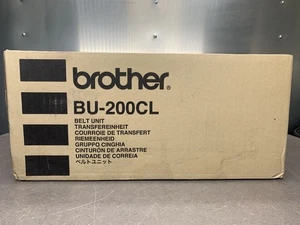 brother®
BU-200CL
BELT UNIT
TRANSFEREINHEIT
COURROIE DE TRANSFERT
RIEMEENHEID
GRUPPO CINGHIA
CINTURÓN DE ARRASTRE
UNIDADE DE CORREIA
ベルトユニット